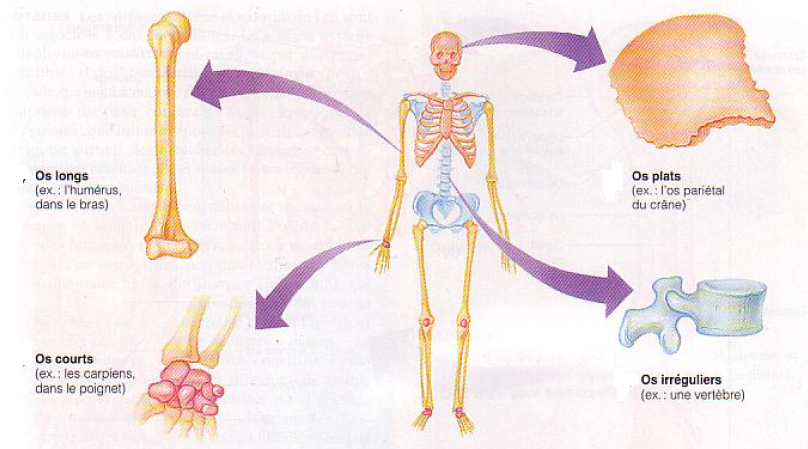 Os longs
(ex. : l'humérus,
dans le bras)
Os plats
(ex. : l'os pariétal
du crâne)
Os courts
(ex. : les carpiens,
dans le poignet)
Os irréguliers
(ex. : une vertèbre)